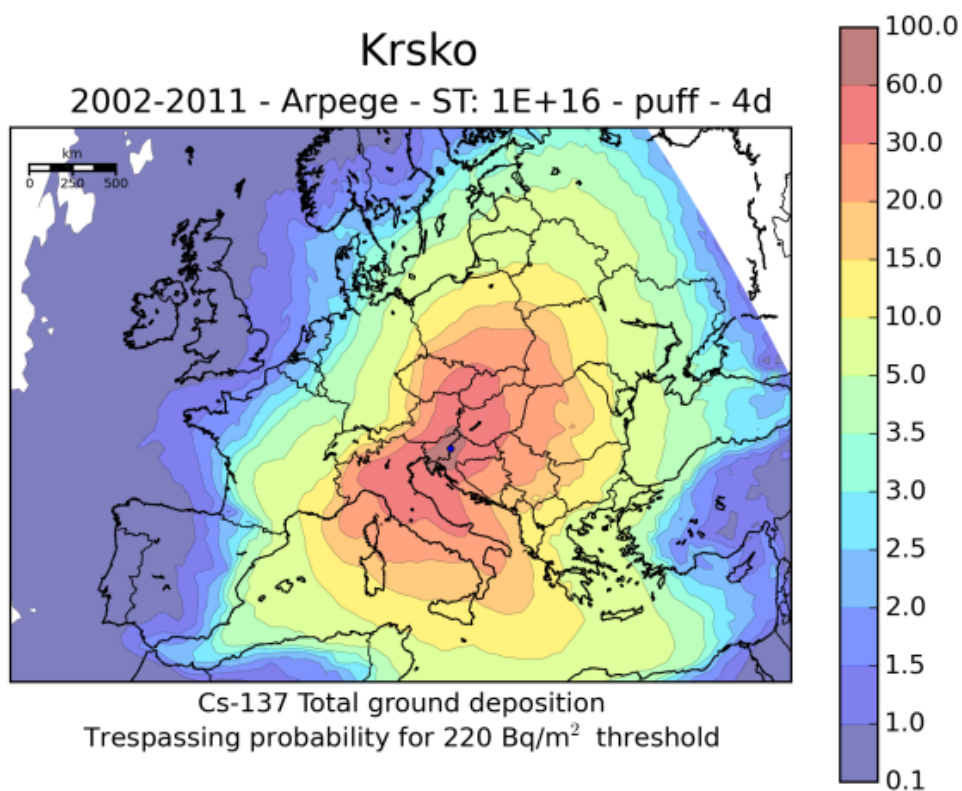 Krsko
2002-2011 - Arpege - ST: 1E+16 - puff - 4d
km
0 250 500
100.0
60.0
30.0
20.0
15.0
10.0
5.0
3.5
3.0
2.5
2.0
1.5
1.0
0.1
Cs-137 Total ground deposition
Trespassing probability for 220 Bq/m² threshold